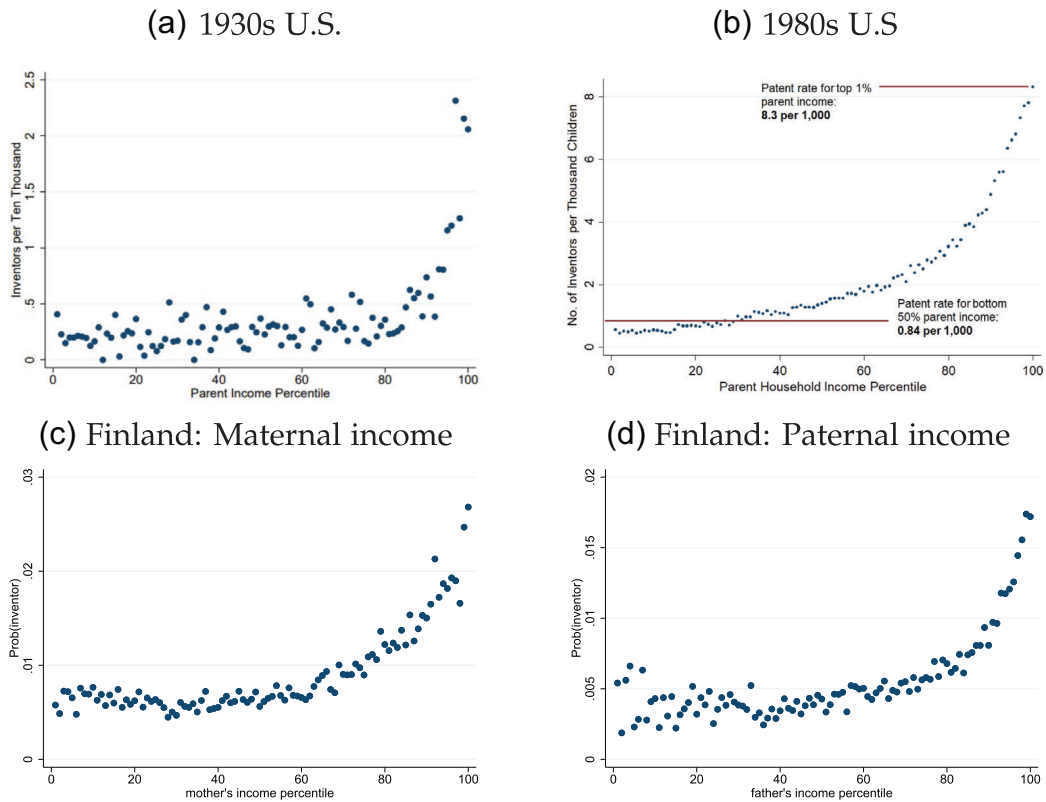 (a) 1930s U.S.
Inventors per Ten Thousand
2.5
2
1.5
1
.5
0
0 20 40 60 80 100
Parent Income Percentile
(b) 1980s U.S
No. of Inventors per Thousand Children
8
6
4
2
0
Patent rate for top 1%
parent income:
8.3 per 1,000
Patent rate for bottom
50% parent income:
0.84 per 1,000
0 20 40 60 80 100
Parent Household Income Percentile
(c) Finland: Maternal income
Prob(inventor)
.03
.02
.01
0
0 20 40 60 80 100
mother's income percentile
(d) Finland: Paternal income
Prob(inventor)
.02
.015
.01
.005
0
0 20 40 60 80 100
father's income percentile